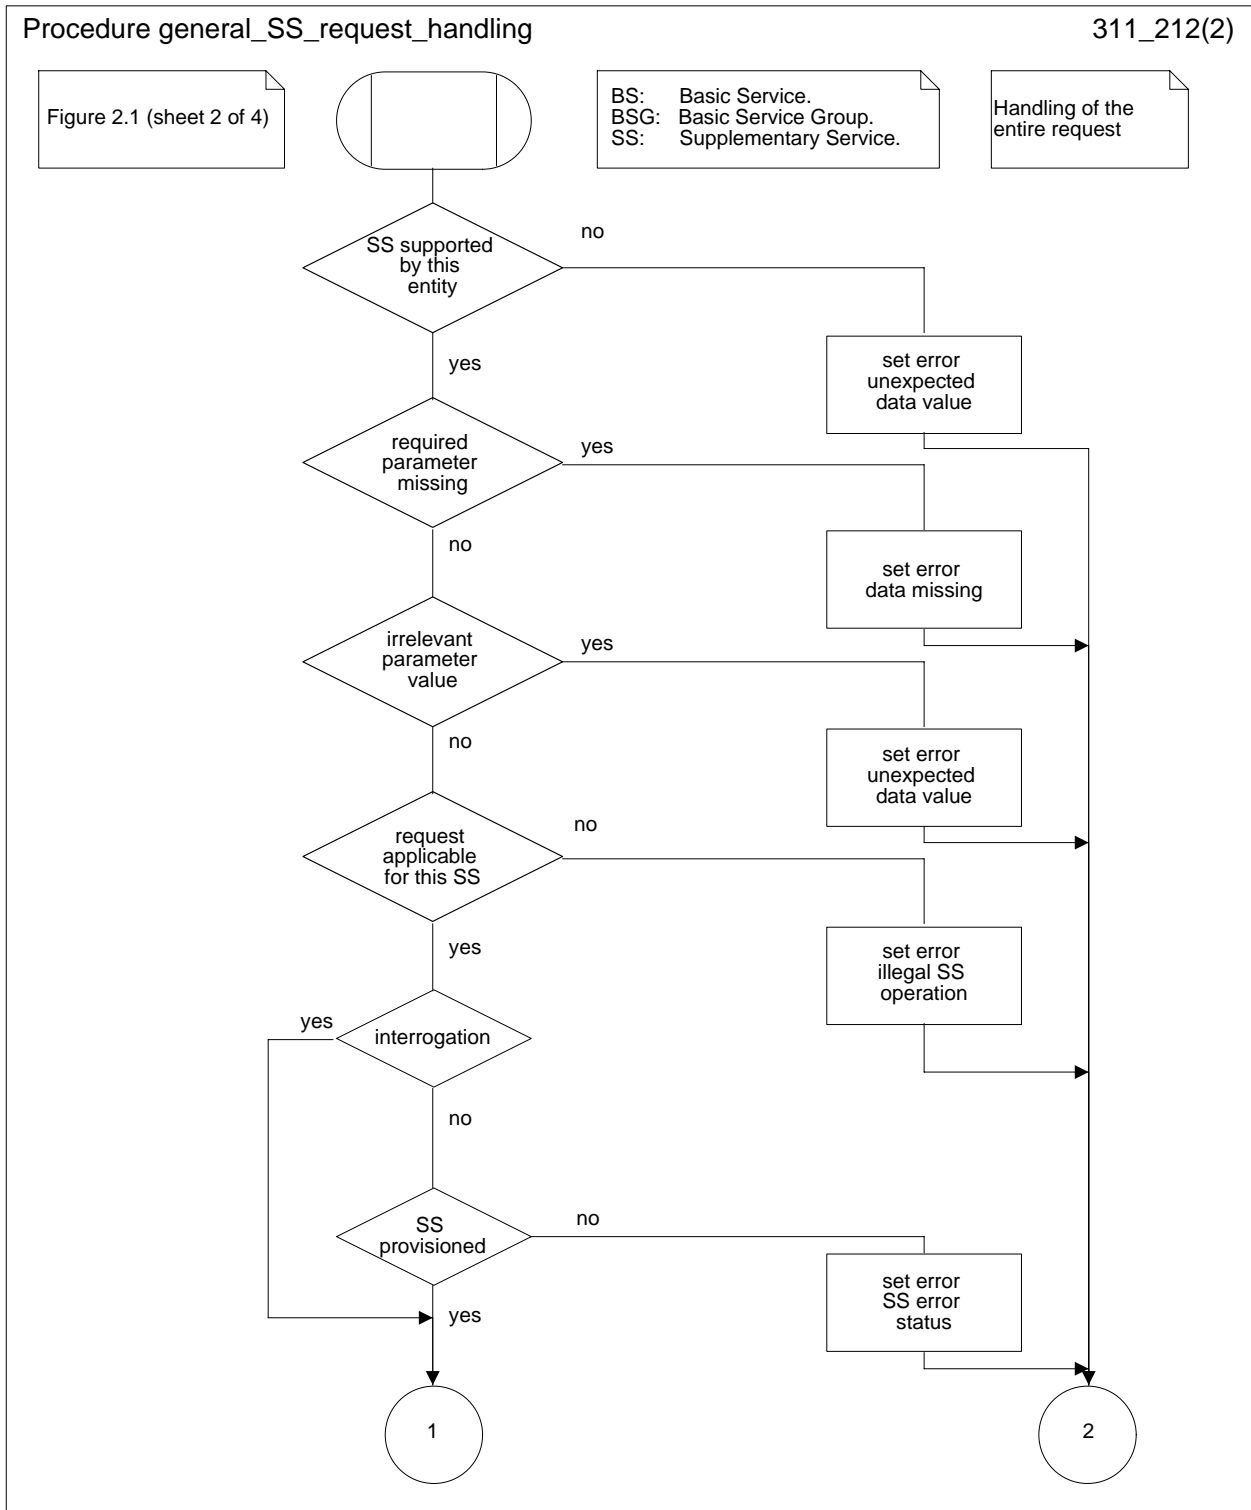 Procedure general_SS_request_handling
311_212(2)
Figure 2.1 (sheet 2 of 4)
BS: Basic Service.
BSG: Basic Service Group.
SS: Supplementary Service.
Handling of the
entire request
SS supported
by this
entity
no
yes
set error
unexpected
data value
required
parameter
missing
yes
no
set error
data missing
irrelevant
parameter
value
yes
no
set error
unexpected
data value
request
applicable
for this SS
no
yes
set error
illegal SS
operation
yes
interrogation
no
SS
provisioned
no
yes
set error
SS error
status
1
2